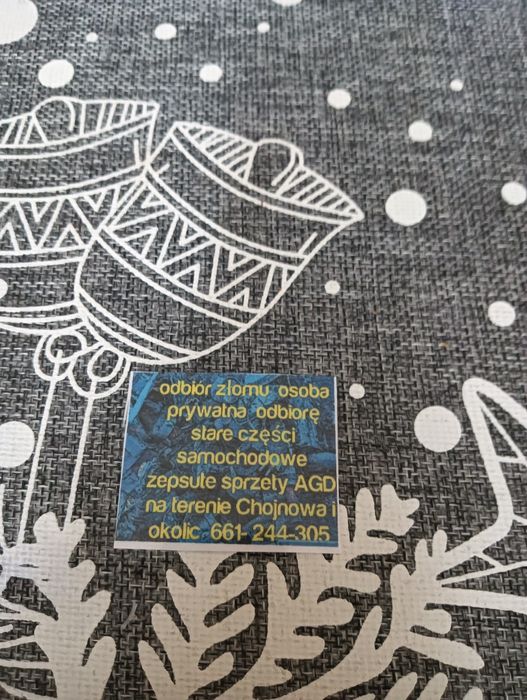 odbiór złomu osoba
prywatna odbiorę
stare części
samochodowe
zepsute sprzęty AGD
na terenie Chojnowa i
okolic 661-244-305